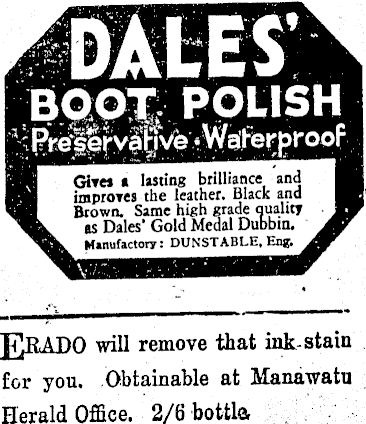 DALES'
BOOT POLISH
Preservative · Waterproof
Gives a lasting brilliance and
improves the leather. Black and
Brown. Same high grade quality
as Dales' Gold Medal Dubbin.
Manufactory: DUNSTABLE, Eng.
ERADO will remove that ink-stain
for you. Obtainable at Manawatu
Herald Office. 2/6 bottle